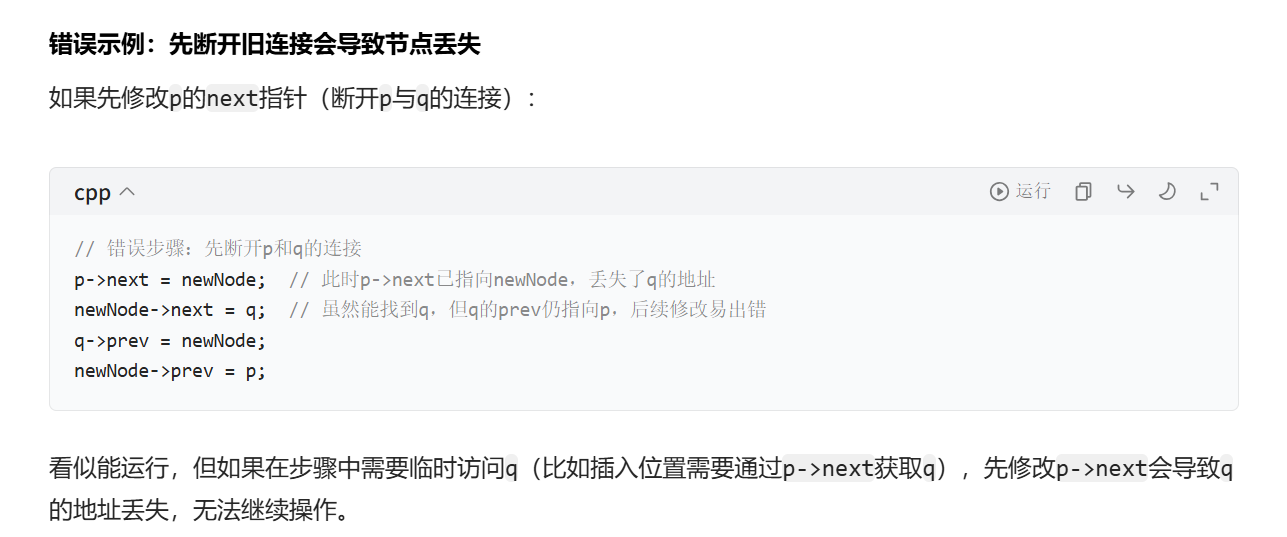 错误示例：先断开旧连接会导致节点丢失
如果先修改p的next指针（断开p与q的连接）：
cpp
运行
// 错误步骤：先断开p和q的连接
p->next = newNode;  // 此时p->next已指向newNode，丢失了q的地址
newNode->next = q;  // 虽然能找到q，但q的prev仍指向p，后续修改易出错
q->prev = newNode;
newNode->prev = p;
看似能运行，但如果在步骤中需要临时访问q（比如插入位置需要通过p->next获取q），先修改p->next会导致q
的地址丢失，无法继续操作。